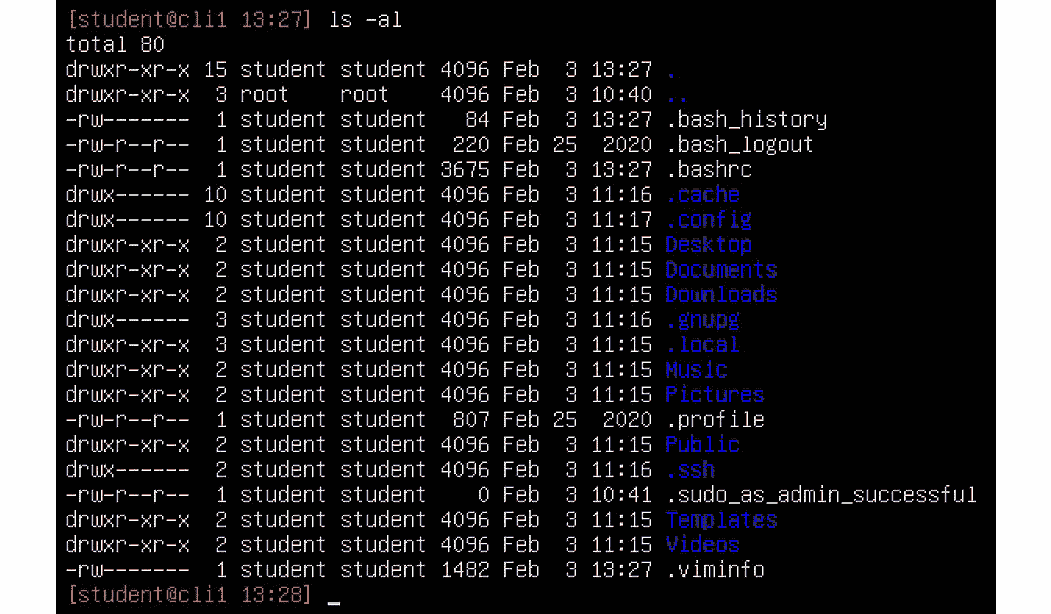 [student@cli1 13:27] ls -al
total 80
drwxr-xr-x 15 student student 4096 Feb  3 13:27 .
drwxr-xr-x  3 root    root    4096 Feb  3 10:40 ..
-rw-------  1 student student   84 Feb  3 13:27 .bash_history
-rw-r--r--  1 student student  220 Feb 25  2020 .bash_logout
-rw-r--r--  1 student student 3675 Feb  3 13:27 .bashrc
drwx------ 10 student student 4096 Feb  3 11:16 .cache
drwx------ 10 student student 4096 Feb  3 11:17 .config
drwxr-xr-x  2 student student 4096 Feb  3 11:15 Desktop
drwxr-xr-x  2 student student 4096 Feb  3 11:15 Documents
drwxr-xr-x  2 student student 4096 Feb  3 11:15 Downloads
drwx------  3 student student 4096 Feb  3 11:16 .gnupg
drwxr-xr-x  3 student student 4096 Feb  3 11:15 .local
drwxr-xr-x  2 student student 4096 Feb  3 11:15 Music
drwxr-xr-x  2 student student 4096 Feb  3 11:15 Pictures
-rw-r--r--  1 student student  807 Feb 25  2020 .profile
drwxr-xr-x  2 student student 4096 Feb  3 11:15 Public
drwx------  2 student student 4096 Feb  3 11:16 .ssh
-rw-r--r--  1 student student    0 Feb  3 10:41 .sudo_as_admin_successful
drwxr-xr-x  2 student student 4096 Feb  3 11:15 Templates
drwxr-xr-x  2 student student 4096 Feb  3 11:15 Videos
-rw-------  1 student student 1482 Feb  3 13:27 .viminfo
[student@cli1 13:28] _